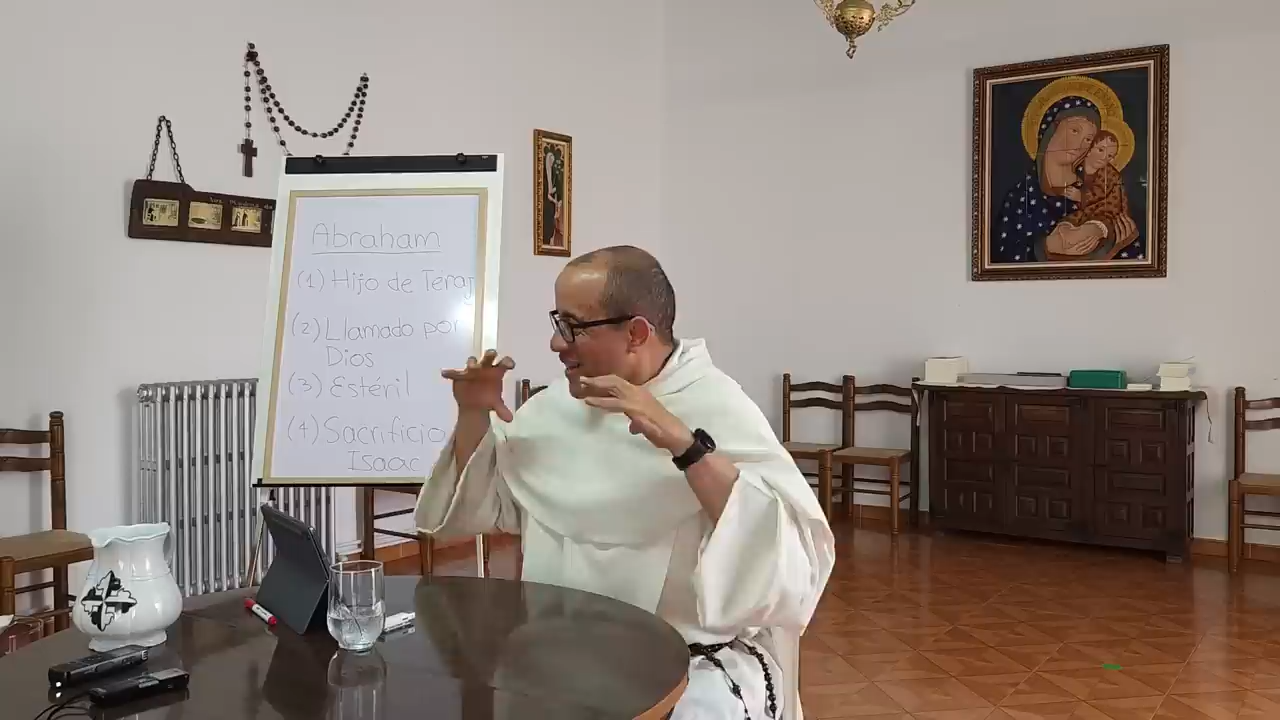 Abraham
(1) Hijo de Teraj
(2) Llamado por
Dios
(3) Estéril
(4) Sacrificio
Isaac